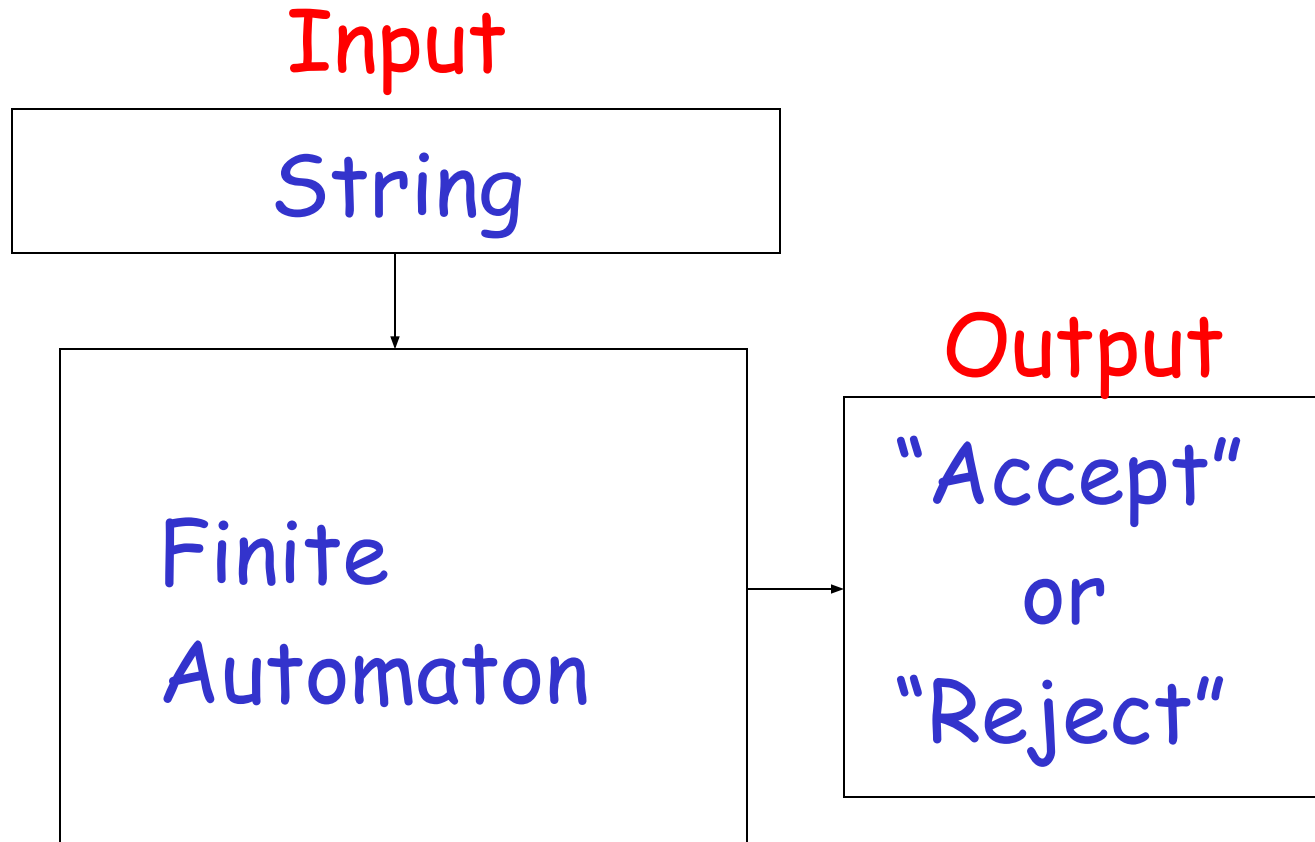 Input
String
Output
“Accept”
or
“Reject”
Finite
Automaton